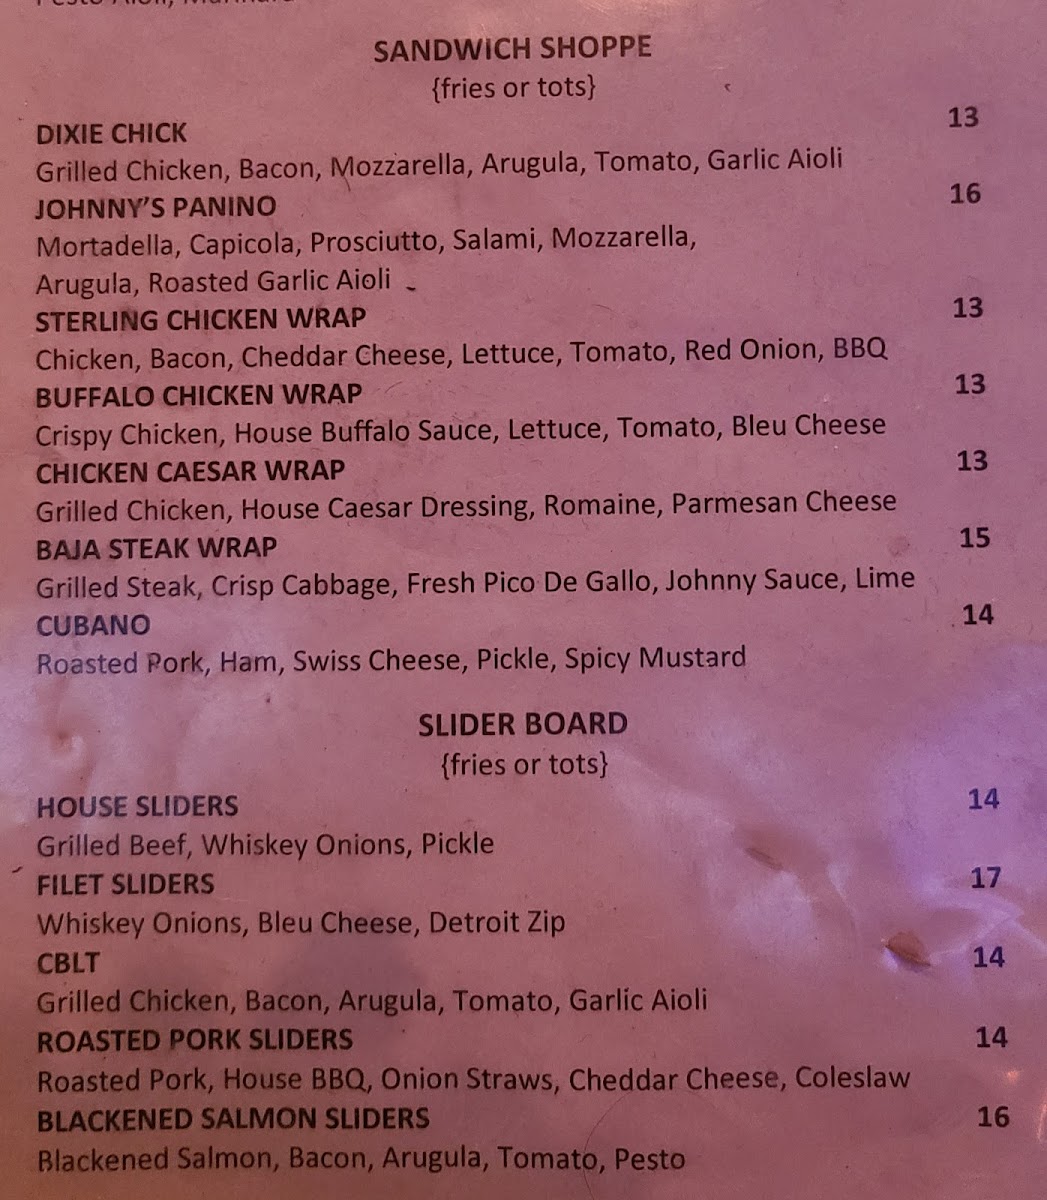 SANDWICH SHOPPE
{fries or tots}
DIXIE CHICK 13
Grilled Chicken, Bacon, Mozzarella, Arugula, Tomato, Garlic Aioli
JOHNNY'S PANINO 16
Mortadella, Capicola, Prosciutto, Salami, Mozzarella,
Arugula, Roasted Garlic Aioli
STERLING CHICKEN WRAP 13
Chicken, Bacon, Cheddar Cheese, Lettuce, Tomato, Red Onion, BBQ
BUFFALO CHICKEN WRAP 13
Crispy Chicken, House Buffalo Sauce, Lettuce, Tomato, Bleu Cheese
CHICKEN CAESAR WRAP 13
Grilled Chicken, House Caesar Dressing, Romaine, Parmesan Cheese
BAJA STEAK WRAP 15
Grilled Steak, Crisp Cabbage, Fresh Pico De Gallo, Johnny Sauce, Lime
CUBANO 14
Roasted Pork, Ham, Swiss Cheese, Pickle, Spicy Mustard
SLIDER BOARD
{fries or tots}
HOUSE SLIDERS 14
Grilled Beef, Whiskey Onions, Pickle
FILET SLIDERS 17
Whiskey Onions, Bleu Cheese, Detroit Zip
CBLT 14
Grilled Chicken, Bacon, Arugula, Tomato, Garlic Aioli
ROASTED PORK SLIDERS 14
Roasted Pork, House BBQ, Onion Straws, Cheddar Cheese, Coleslaw
BLACKENED SALMON SLIDERS 16
Blackened Salmon, Bacon, Arugula, Tomato, Pesto